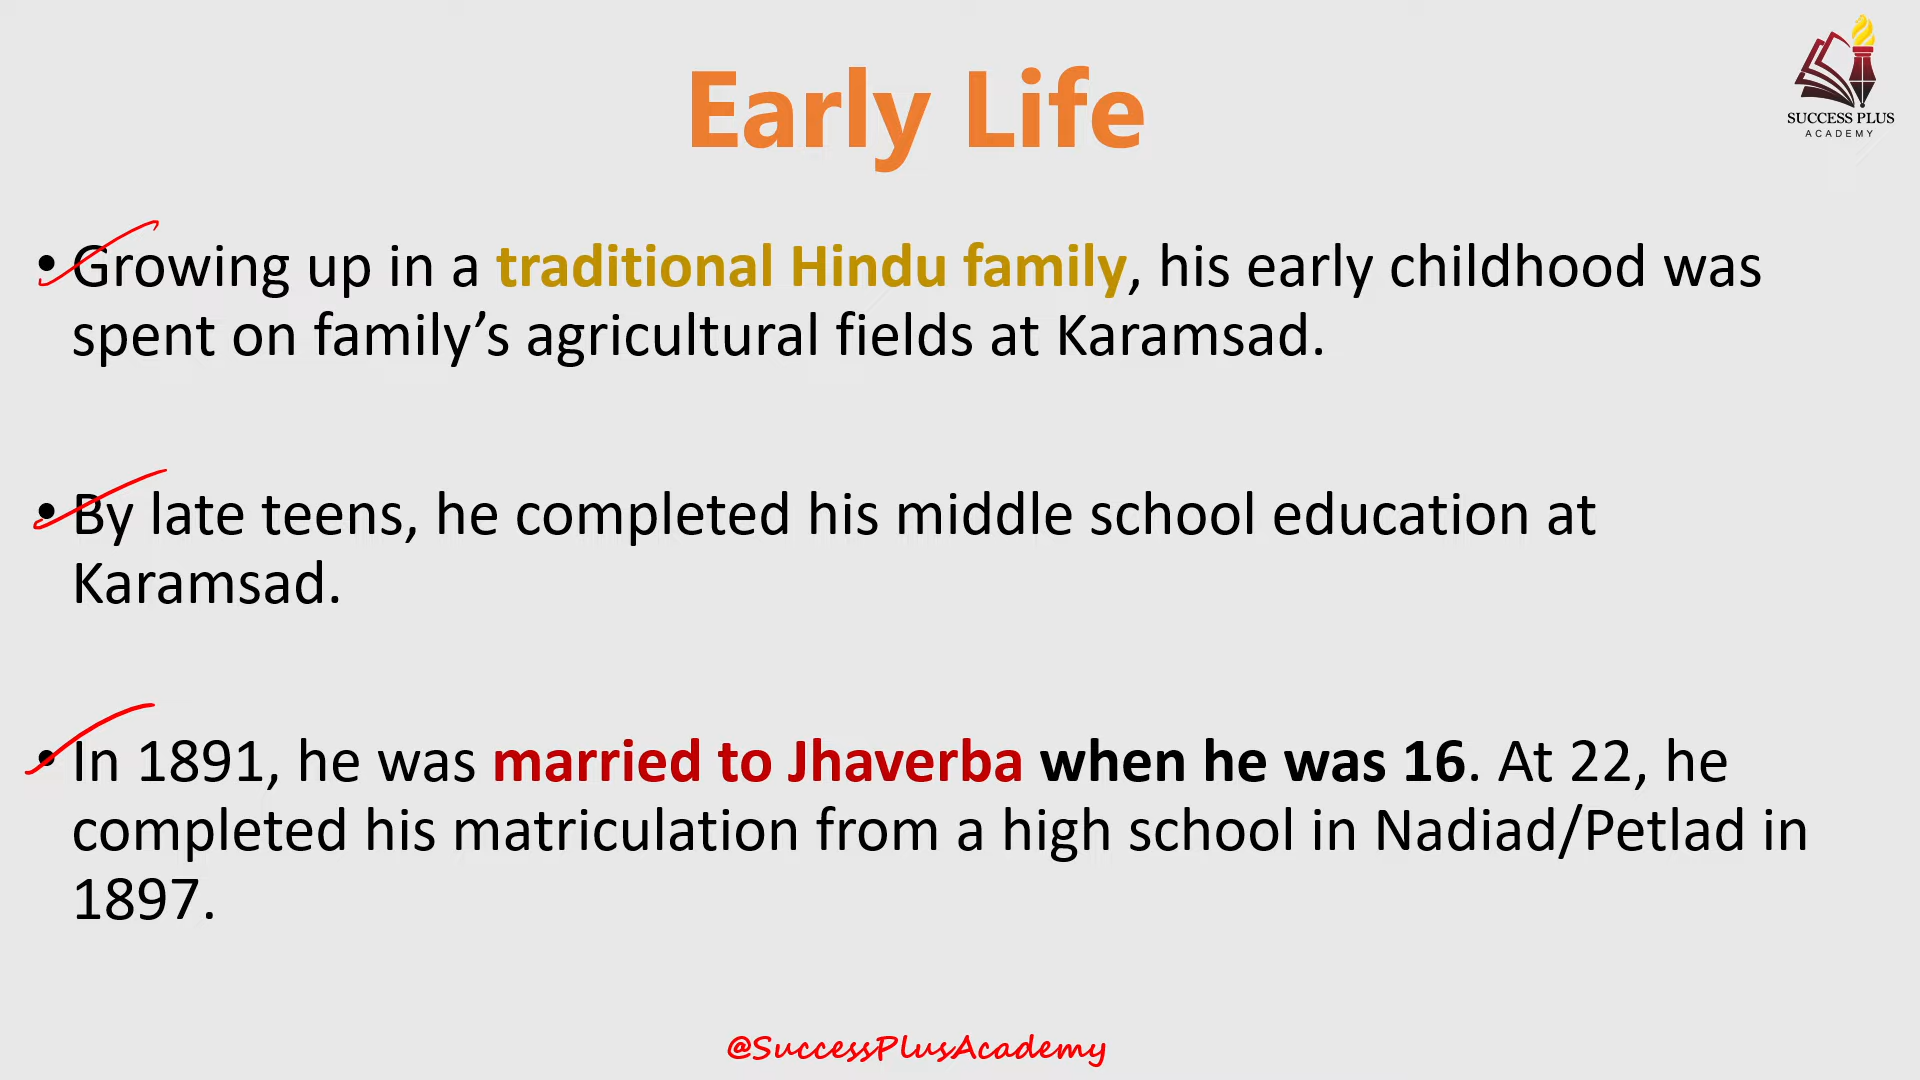 Early Life
SUCCESS PLUS
ACADEMY
• Growing up in a traditional Hindu family, his early childhood was
spent on family’s agricultural fields at Karamsad.
• By late teens, he completed his middle school education at
Karamsad.
• In 1891, he was married to Jhaverba when he was 16. At 22, he
completed his matriculation from a high school in Nadiad/Petlad in
1897.
@SuccessPlusAcademy